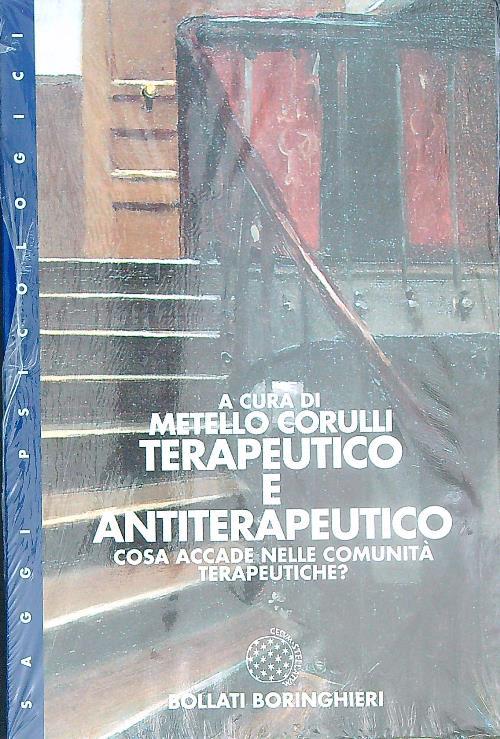 SAGGI PSICOLOGICI
A CURA DI
METELLO CORULLI
TERAPEUTICO
E
ANTITERAPEUTICO
COSA ACCADE NELLE COMUNITÀ
TERAPEUTICHE?
BOLLATI BORINGHIERI